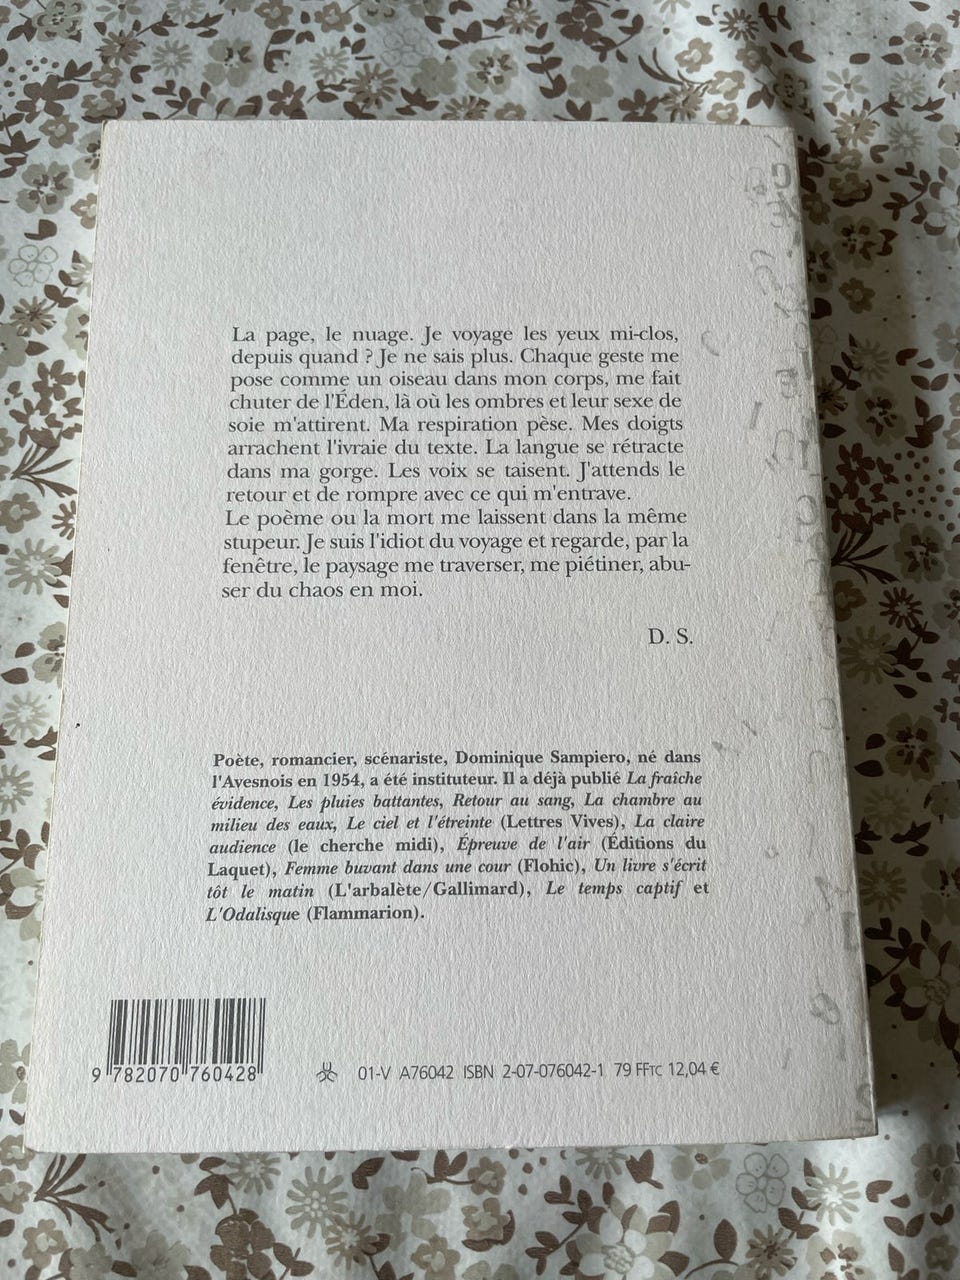 La page, le nuage. Je voyage les yeux mi-clos,
depuis quand ? Je ne sais plus. Chaque geste me
pose comme un oiseau dans mon corps, me fait
chuter de l'Éden, là où les ombres et leur sexe de
soie m'attirent. Ma respiration pèse. Mes doigts
arrachent l'ivraie du texte. La langue se rétracte
dans ma gorge. Les voix se taisent. J'attends le
retour et de rompre avec ce qui m'entrave.
Le poème ou la mort me laissent dans la même
stupeur. Je suis l'idiot du voyage et regarde, par la
fenêtre, le paysage me traverser, me piétiner, abu-
ser du chaos en moi.
D. S.
Poète, romancier, scénariste, Dominique Sampiero, né dans
l'Avesnois en 1954, a été instituteur. Il a déjà publié La fraîche
évidence, Les pluies battantes, Retour au sang, La chambre au
milieu des eaux, Le ciel et l'étreinte (Lettres Vives), La claire
audience (le cherche midi), Épreuve de l'air (Éditions du
Laquet), Femme buvant dans une cour (Flohic), Un livre s'écrit
tôt le matin (L'arbalète/Gallimard), Le temps captif et
L'Odalisque (Flammarion).
9 782070 760428 01-V A76042 ISBN 2-07-076042-1 79 FFTC 12,04 €